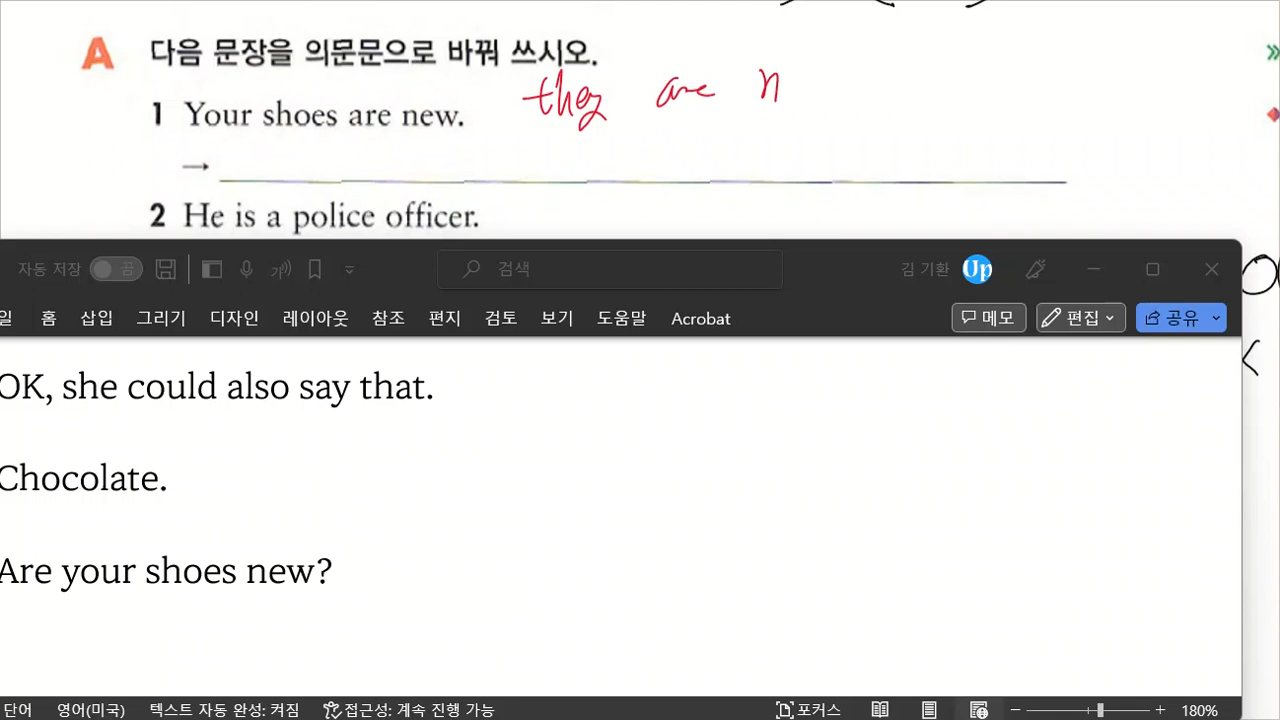 A 다음 문장을 의문문으로 바꿔 쓰시오.
they are n
1 Your shoes are new.
→
2 He is a police officer.
자동 저장 끔 검색 김 기환 Up
일 홈 삽입 그리기 디자인 레이아웃 참조 편지 검토 보기 도움말 Acrobat 메모 편집 공유
OK, she could also say that.
Chocolate.
Are your shoes new?
단어 영어(미국) 텍스트 자동 완성: 켜짐 접근성: 계속 진행 가능 포커스 180%